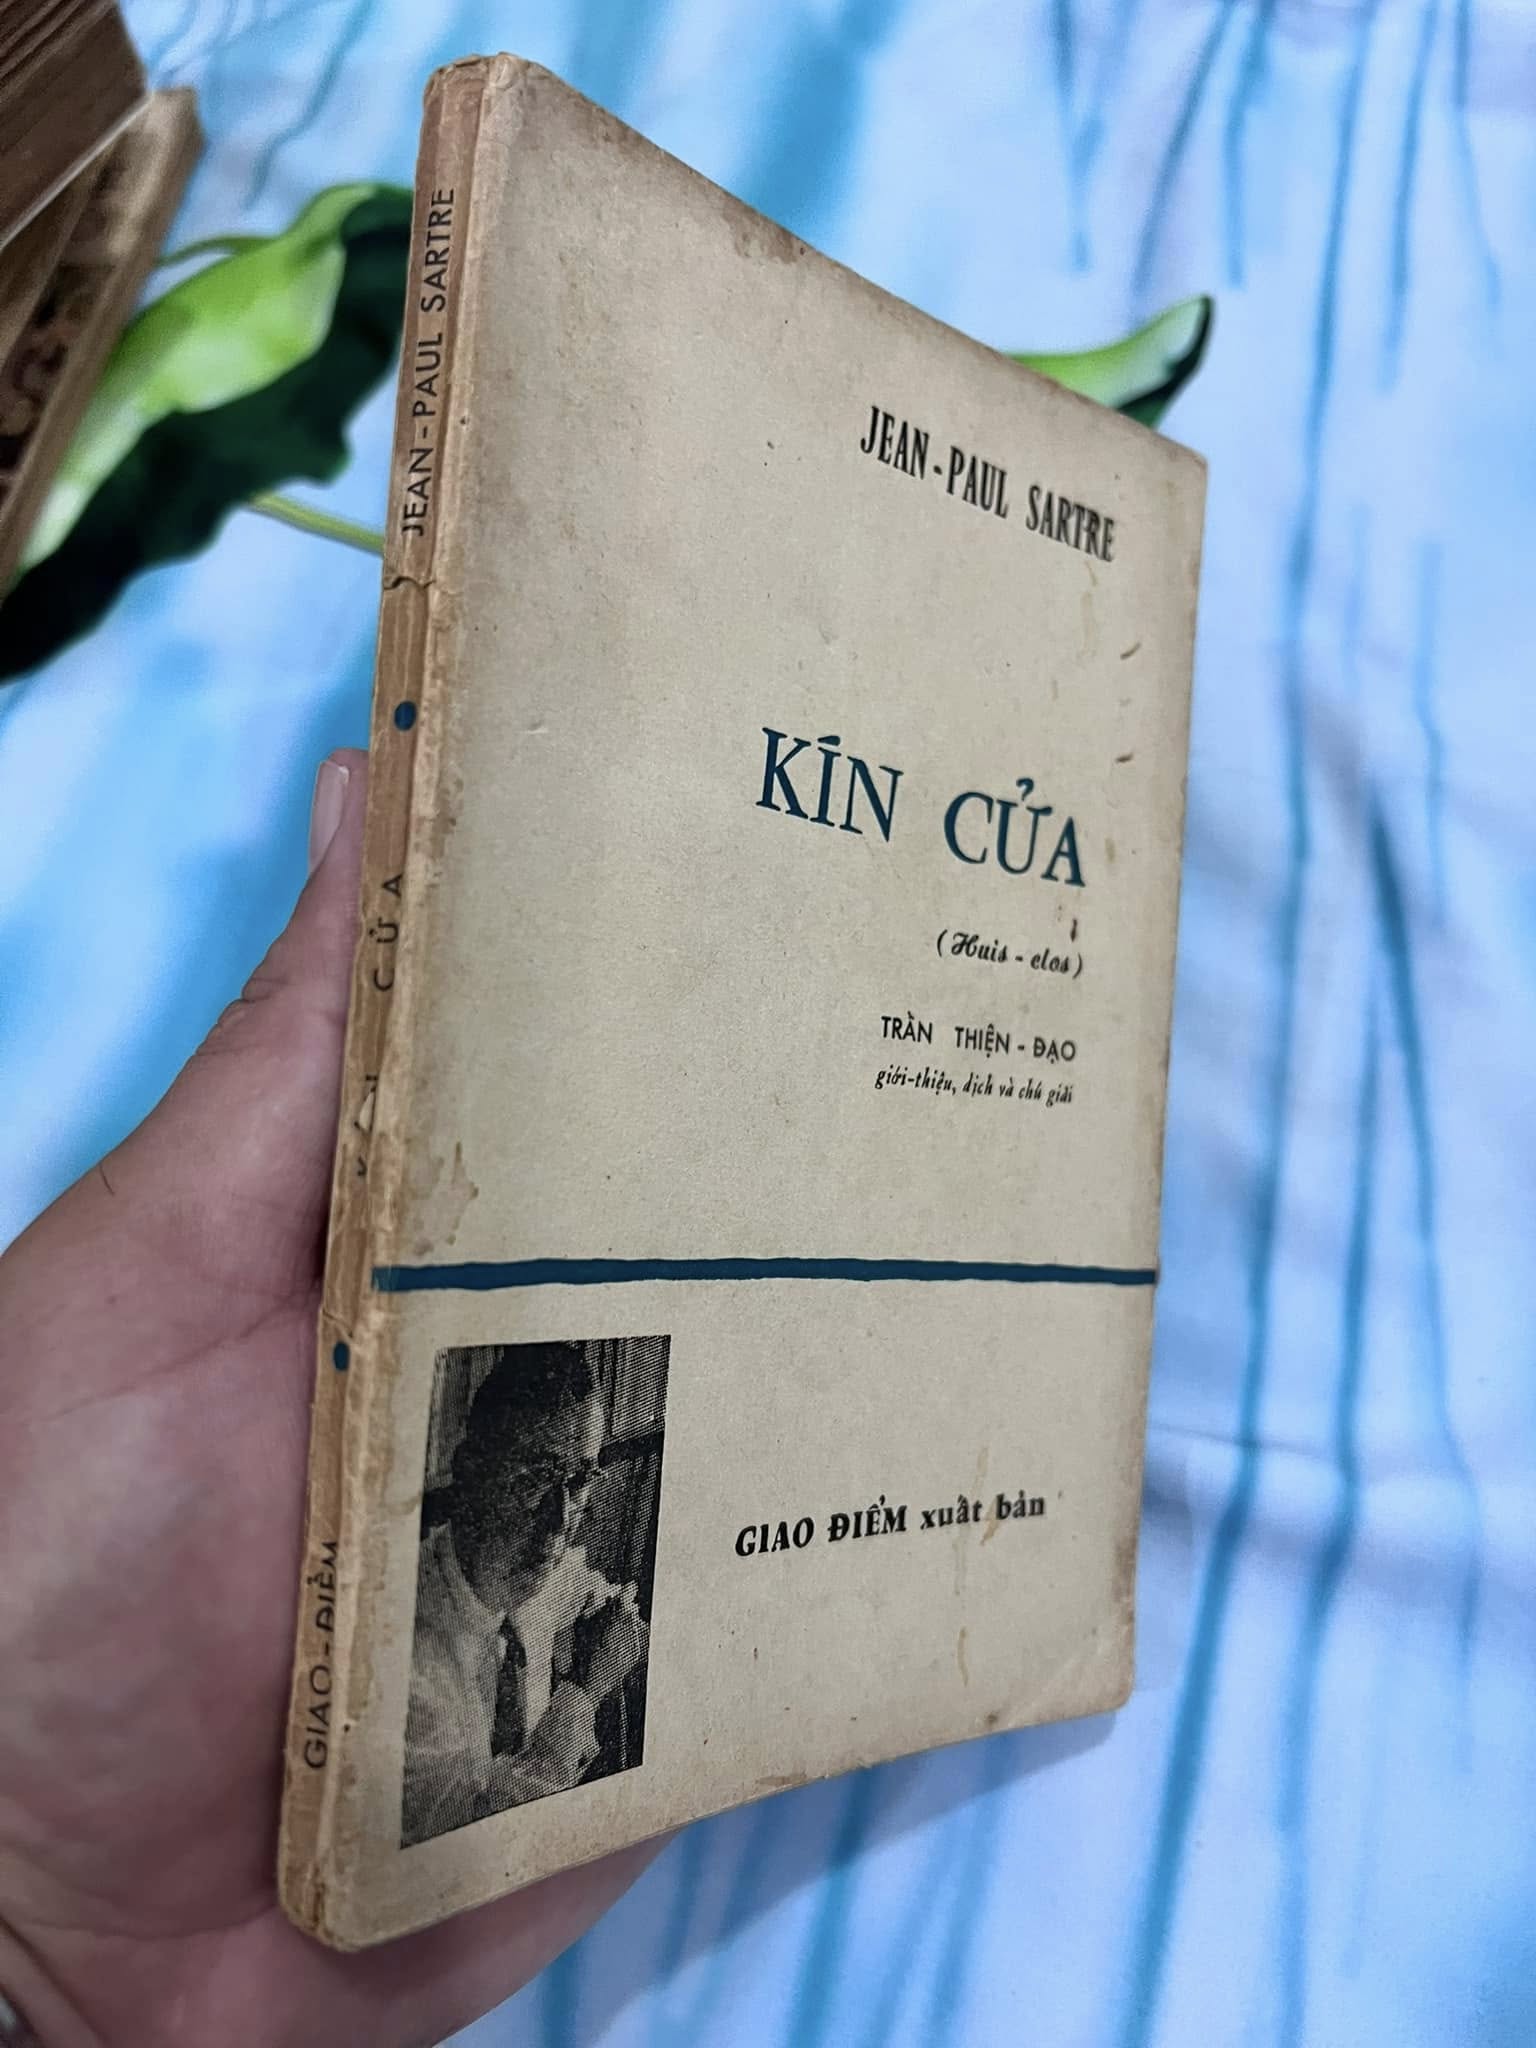 JEAN-PAUL SARTRE
KÍN CỬA
(Huis-clos)
TRẦN THIỆN-ĐẠO
giới-thiệu, dịch và chú giải
GIAO ĐIỂM xuất bản
JEAN-PAUL SARTRE
CỬA
GIAO-ĐIỂM